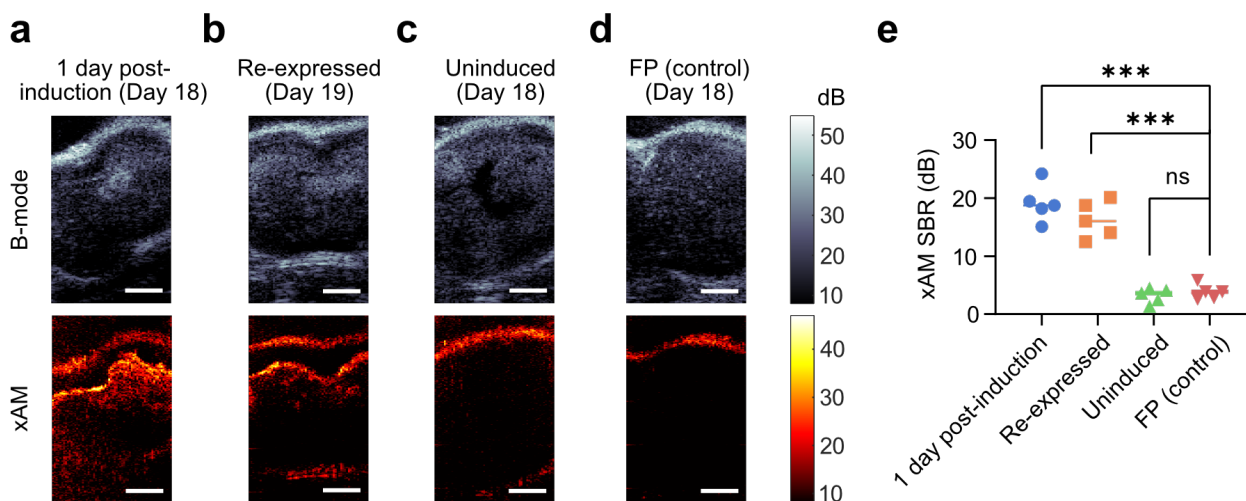 a
1 day post-
induction (Day 18)
b
Re-expressed
(Day 19)
c
Uninduced
(Day 18)
d
FP (control)
(Day 18)
B-mode
xAM
dB
50
40
30
20
10
40
30
20
10
e
***
***
ns
xAM SBR (dB)
30
20
10
0
1 day post-induction
Re-expressed
Uninduced
FP (control)